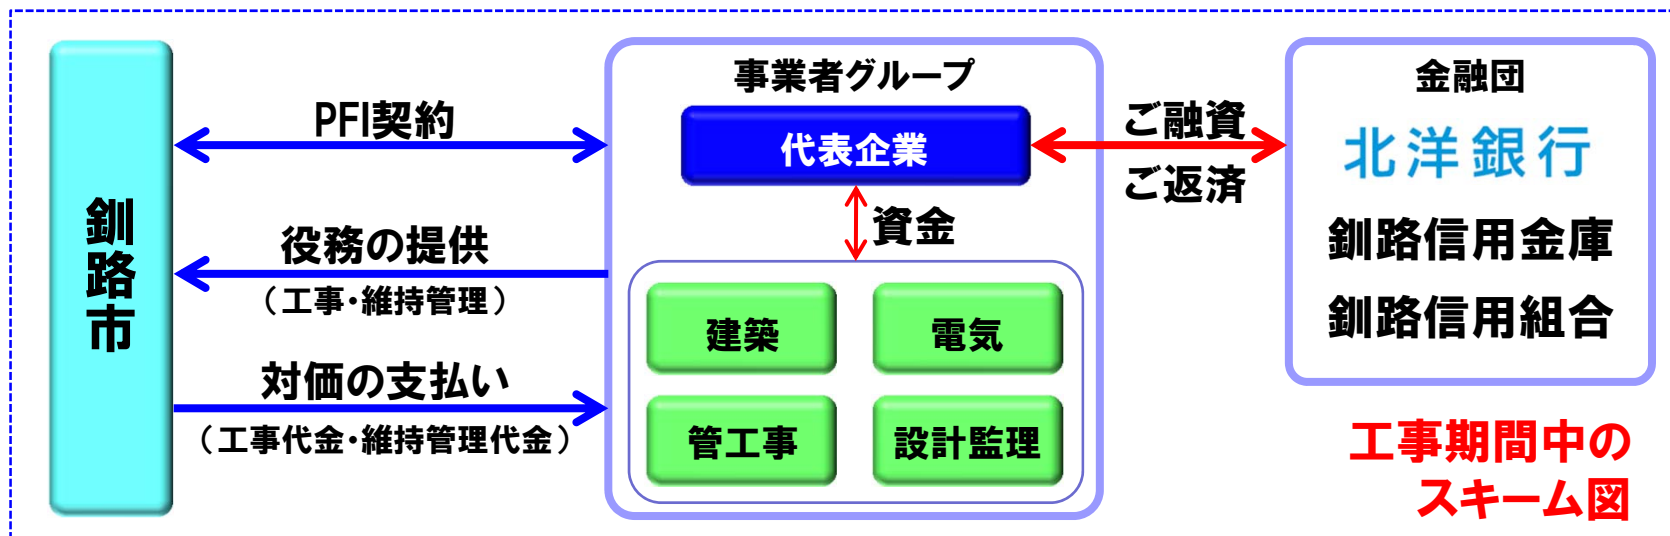 釧路市
PFI契約
役務の提供
（工事・維持管理）
対価の支払い
（工事代金・維持管理代金）
事業者グループ
代表企業
資金
建築
電気
管工事
設計監理
ご融資
ご返済
金融団
北洋銀行
釧路信用金庫
釧路信用組合
工事期間中の
スキーム図